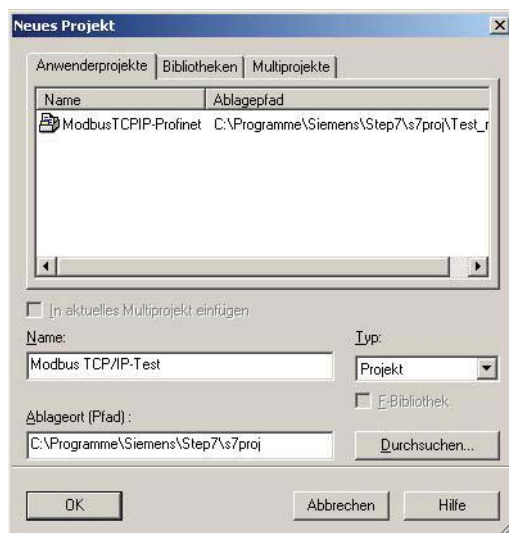 Neues Projekt
Anwenderprojekte Bibliotheken Multiprojekte
Name Ablagepfad
ModbusTCPIP-Profinet C:\Programme\Siemens\Step7\s7proj\Test_
In aktuelles Multiprojekt einfügen
Name: Typ:
Modbus TCP/IP-Test Projekt
F-Bibliothek
Ablageort (Pfad) :
C:\Programme\Siemens\Step7\s7proj Durchsuchen...
OK Abbrechen Hilfe